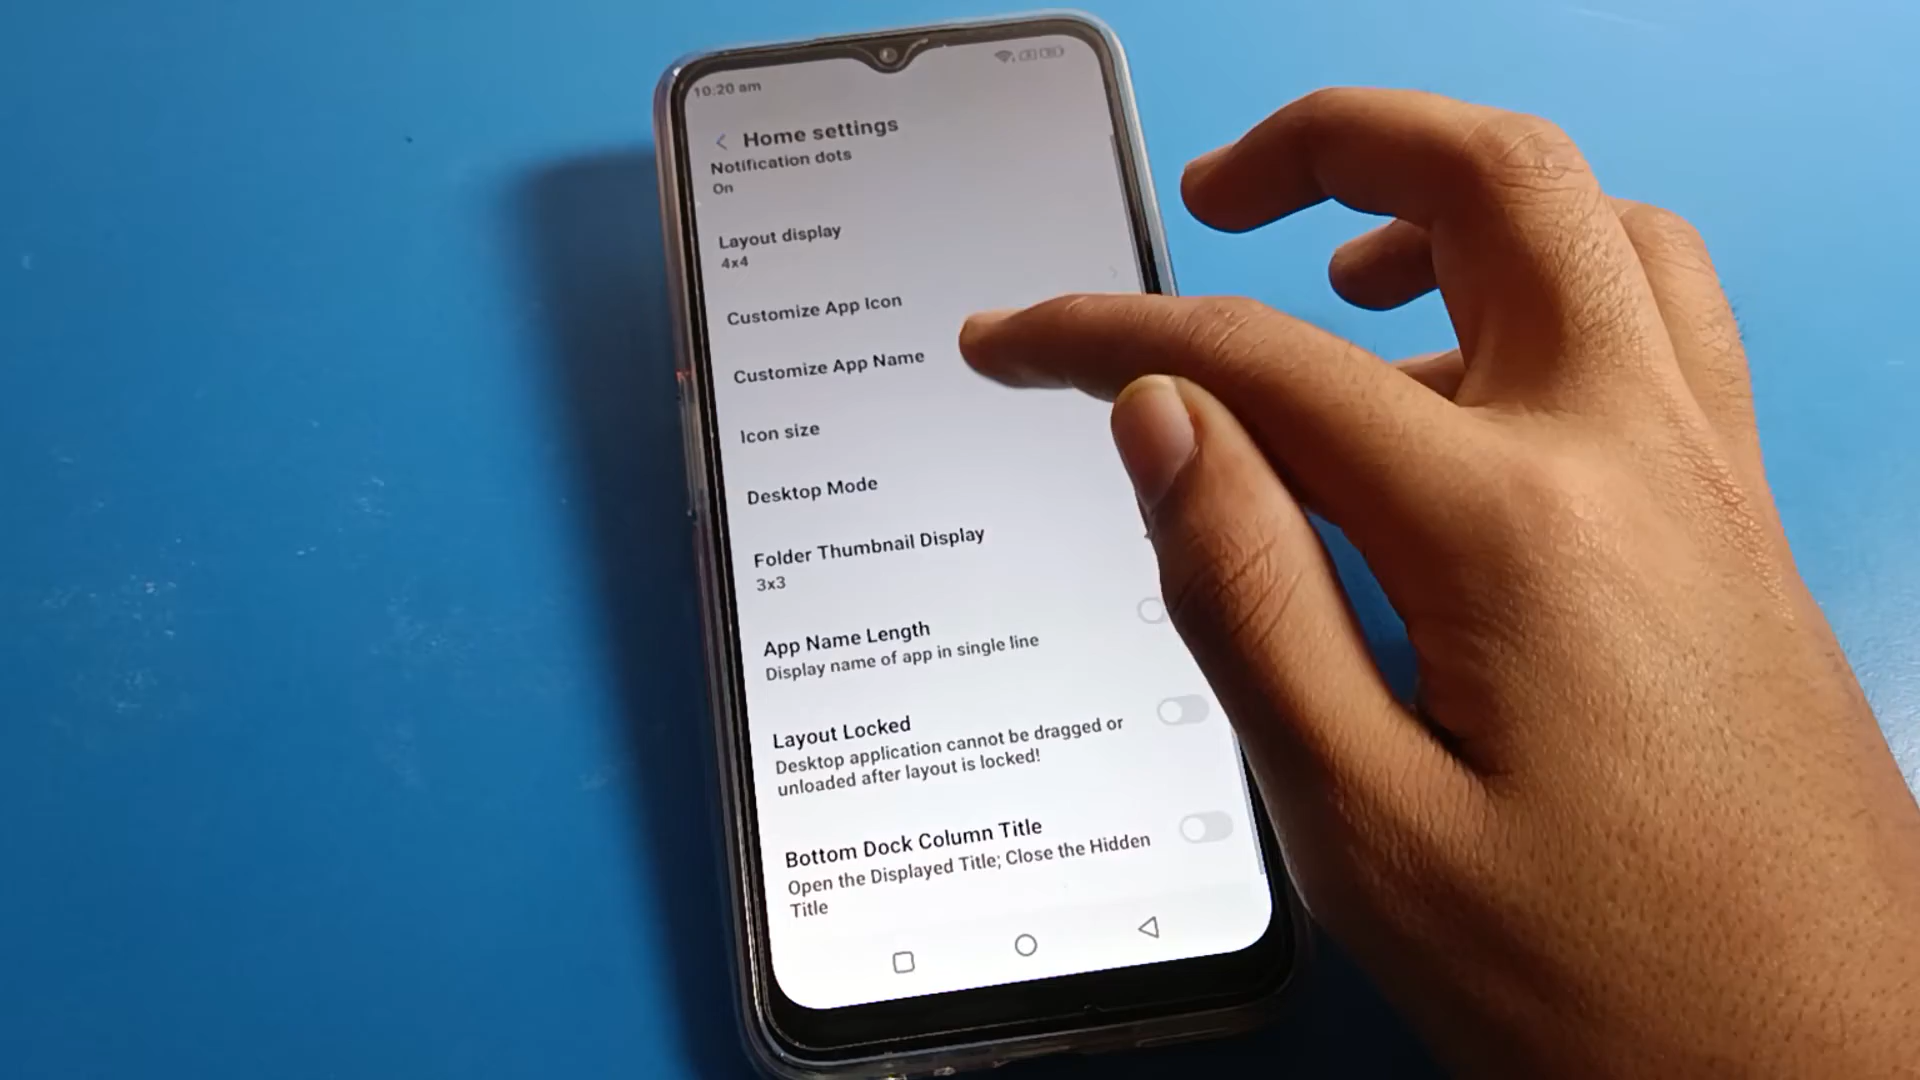 10:20 am
Home settings
Notification dots
On
Layout display
4x4
Customize App Icon
Customize App Name
Icon size
Desktop Mode
Folder Thumbnail Display
3x3
App Name Length
Display name of app in single line
Layout Locked
Desktop application cannot be dragged or
unloaded after layout is locked!
Bottom Dock Column Title
Open the Displayed Title; Close the Hidden
Title